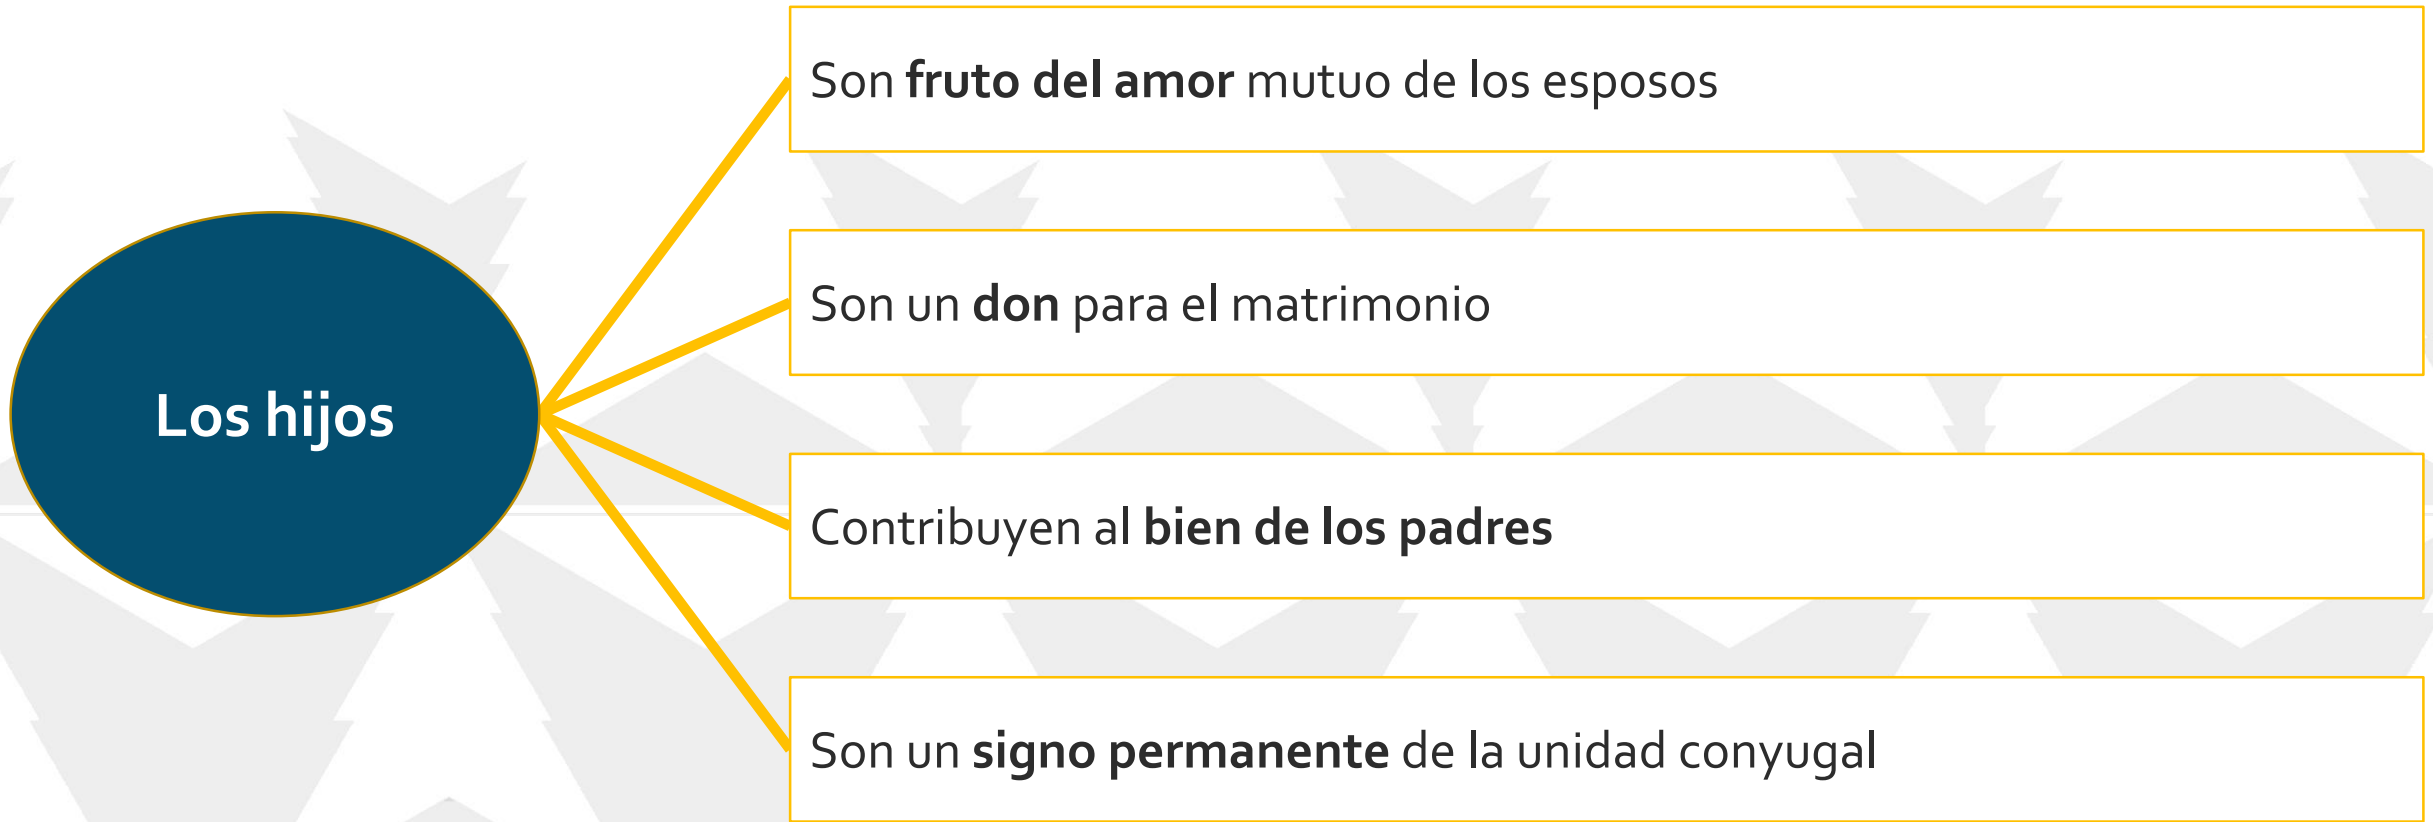 Son fruto del amor mutuo de los esposos
Son un don para el matrimonio
Los hijos
Contribuyen al bien de los padres
Son un signo permanente de la unidad conyugal